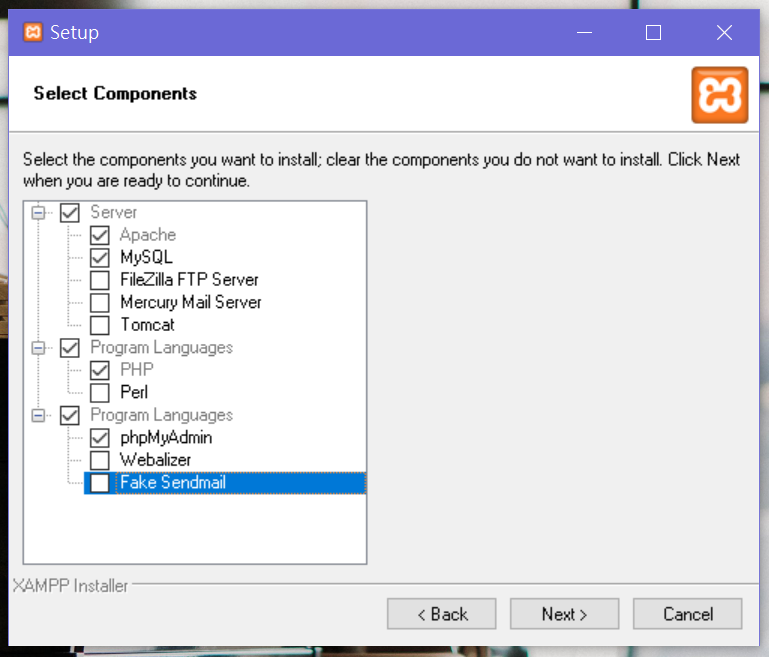 Setup
Select Components
Select the components you want to install; clear the components you do not want to install. Click Next
when you are ready to continue.
Server
Apache
MySQL
FileZilla FTP Server
Mercury Mail Server
Tomcat
Program Languages
PHP
Perl
Program Languages
phpMyAdmin
Webalizer
Fake Sendmail
XAMPP Installer
< Back
Next >
Cancel